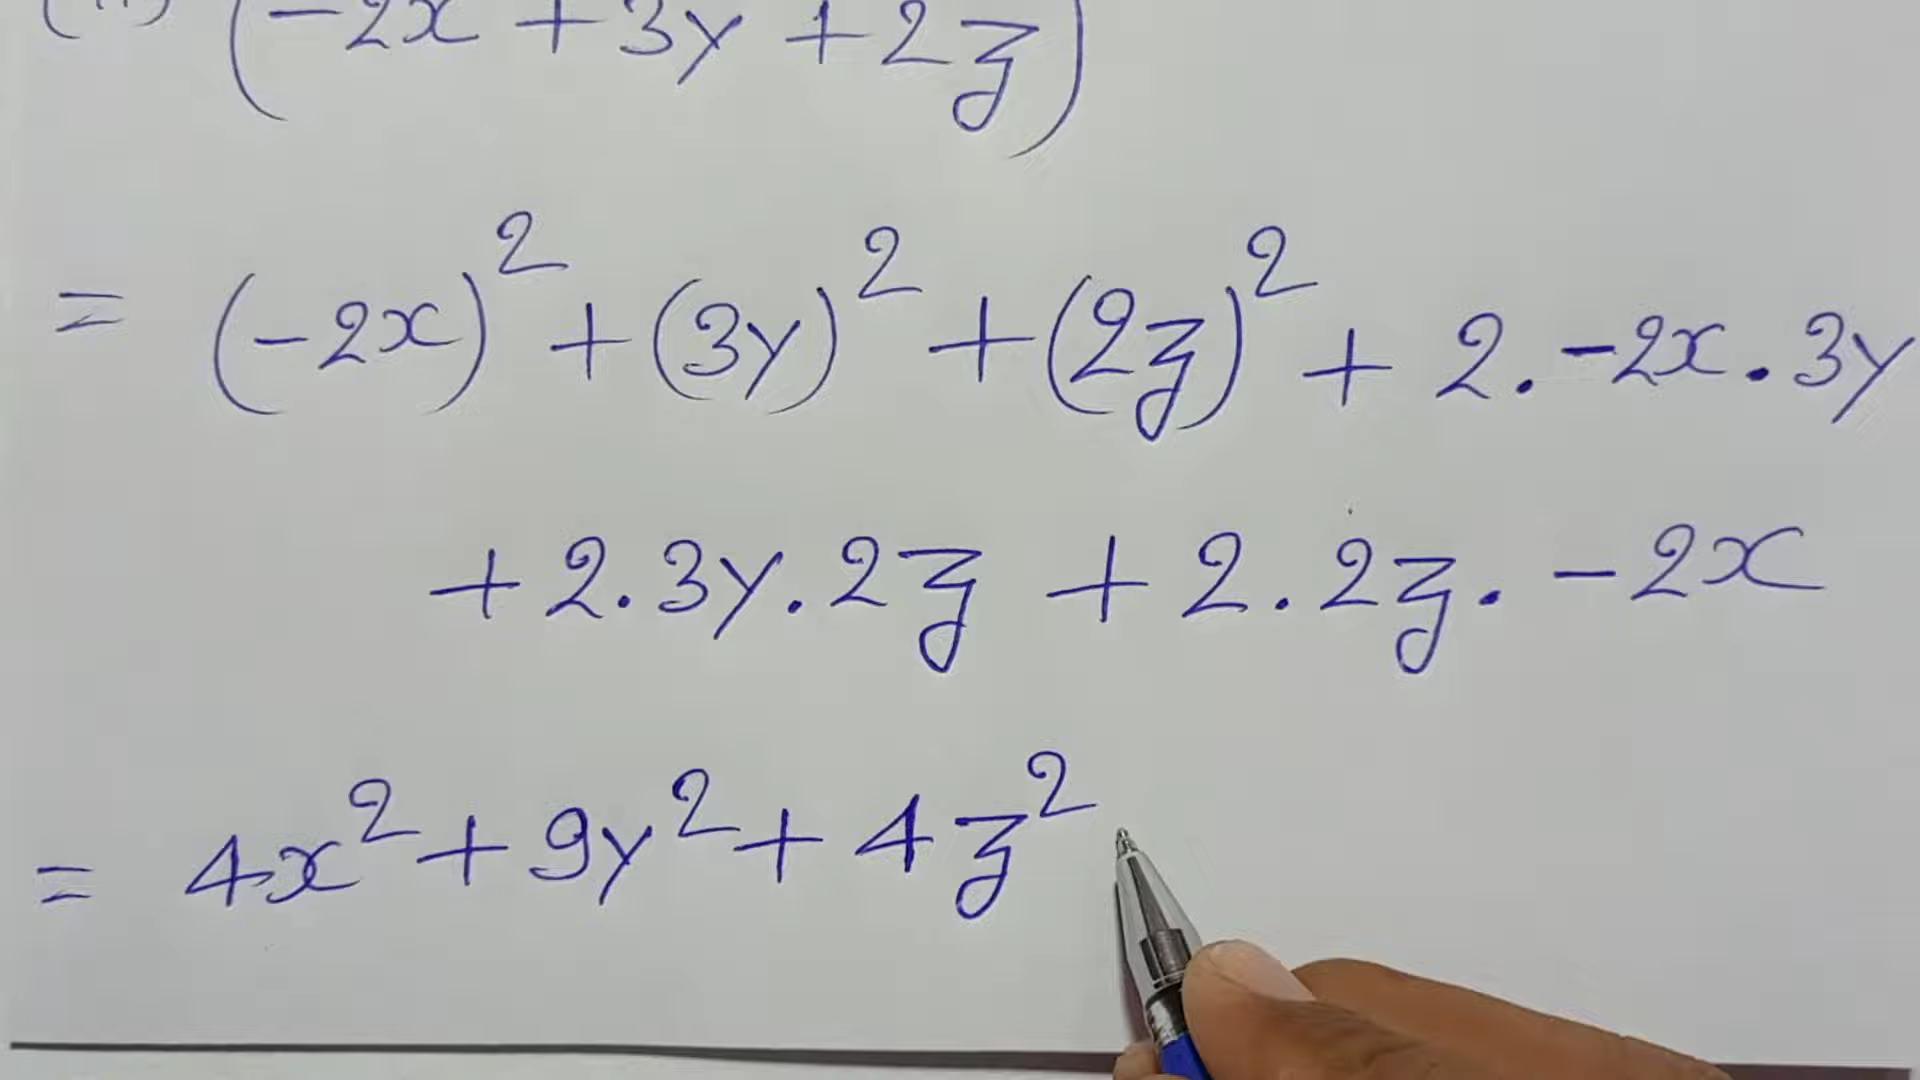 (-2x + 3y + 2z)
= (-2x)² + (3y)² + (2z)² + 2 . -2x . 3y
+ 2 . 3y . 2z + 2 . 2z . -2x
= 4x² + 9y² + 4z²